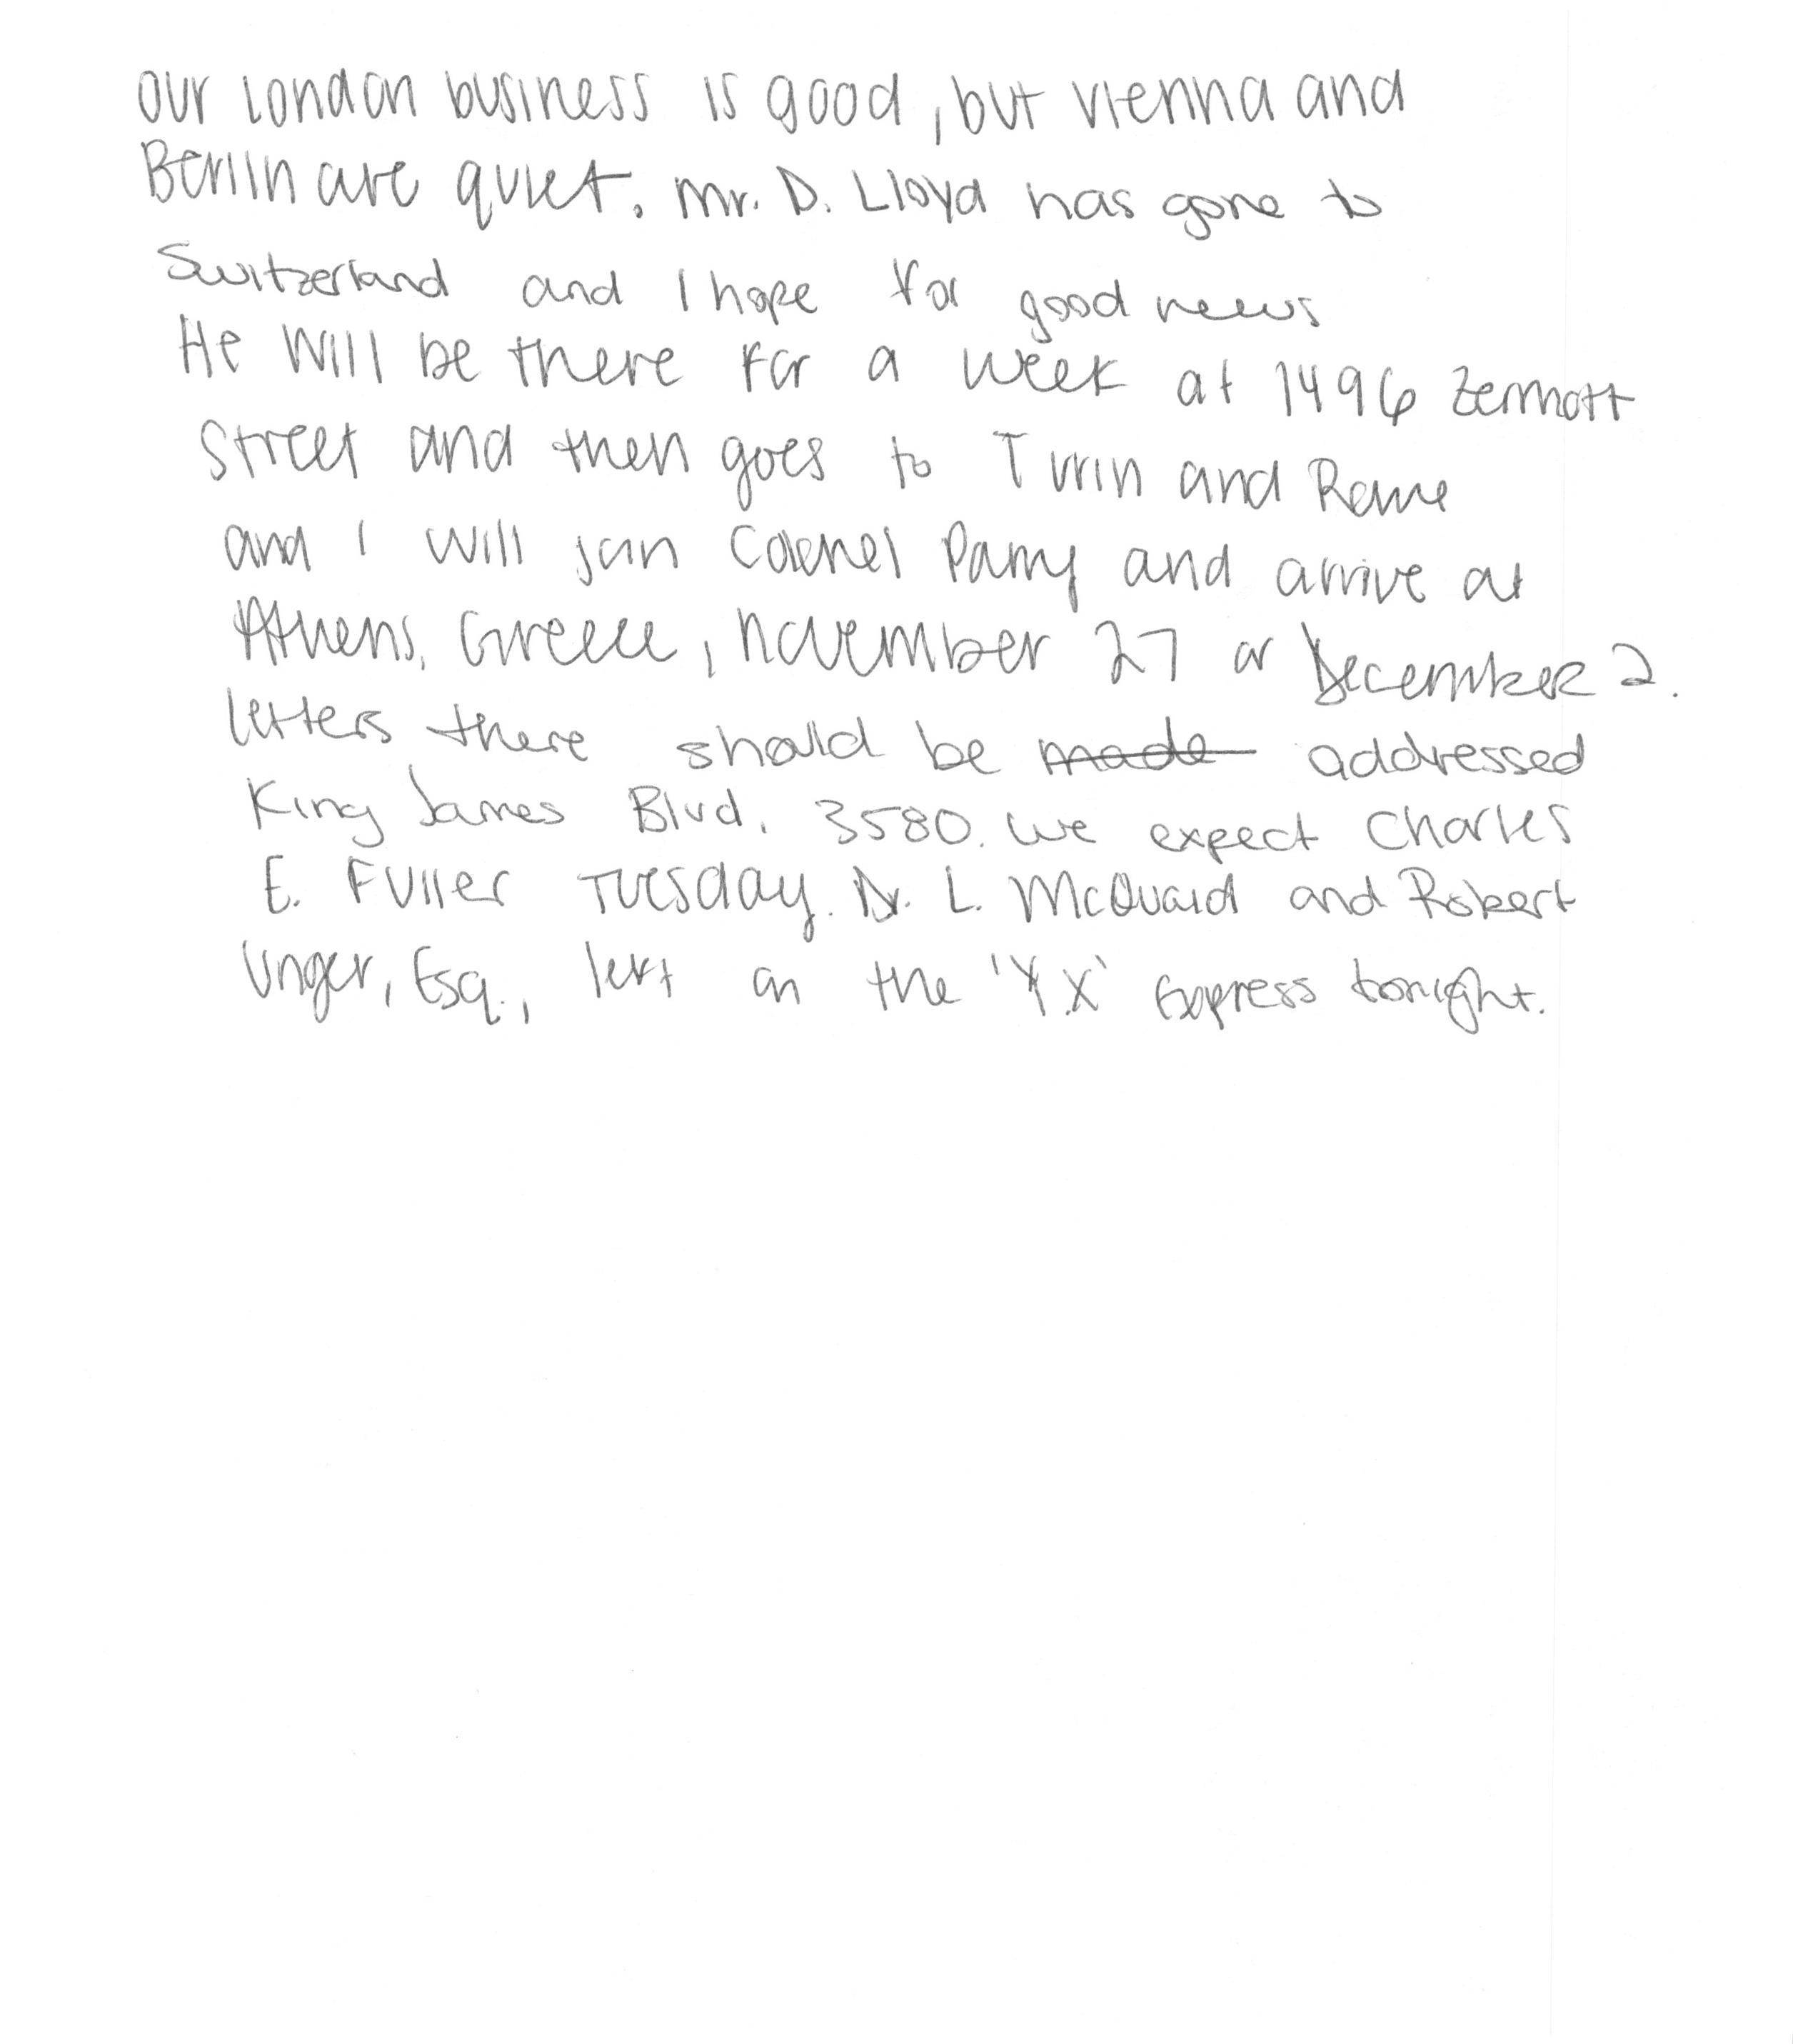 our London business is good, but vienna and
Berlin are quiet. Mr. D. Lloyd has gone to
Switzerland and I hope for good news
He will be there for a week at 1496 Zermott
Street and then goes to Turin and Rome
and I will join Colonel Parry and arrive at
Athens, Greece, november 27 or December 2.
letters there should be made addressed
King James Blvd. 3580. we expect Charles
E. Fuller Tuesday. Dr. L. McQuaid and Robert
Unger, Esq., left on the 'Y.X' Express tonight.